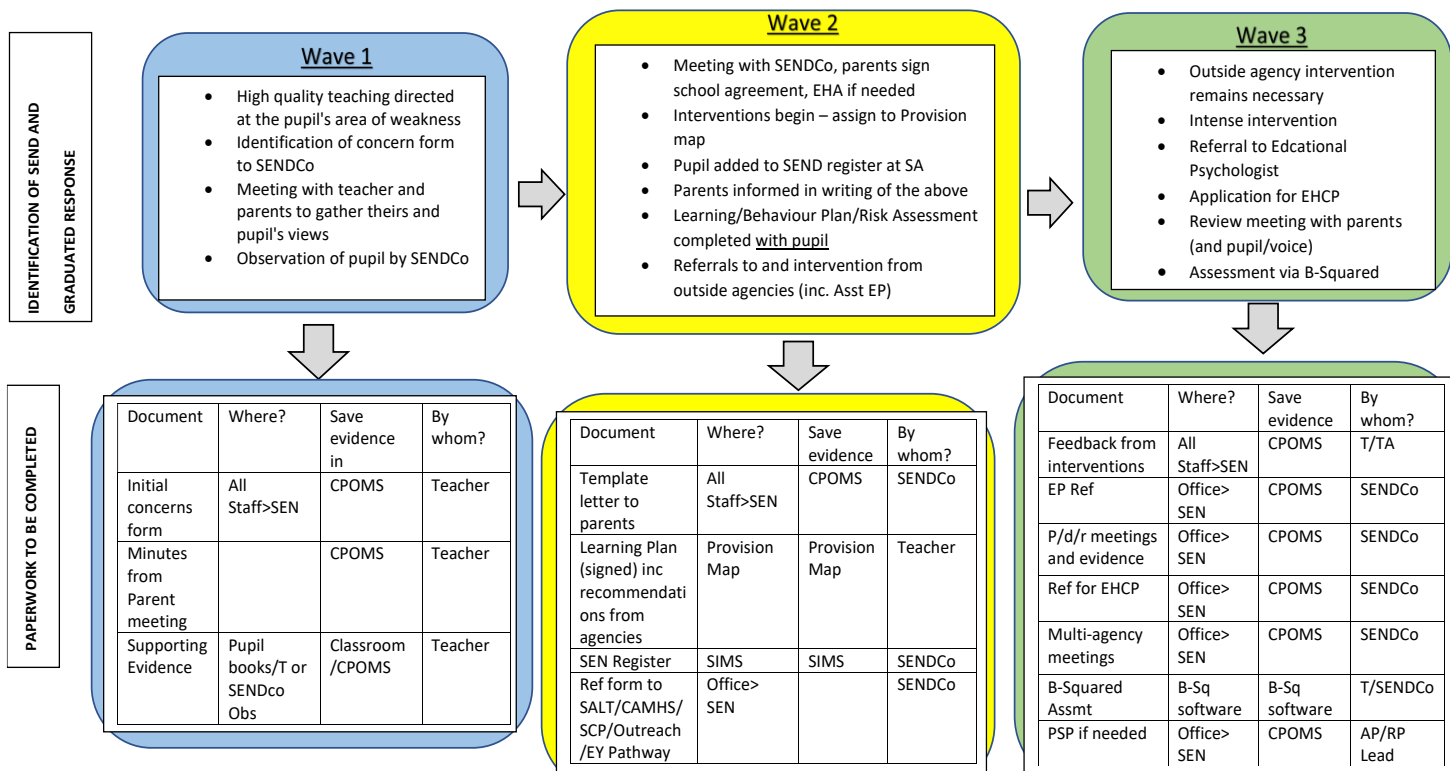 IDENTIFICATION OF SEND AND
GRADUATED RESPONSE
Wave 1
• High quality teaching directed
at the pupil's area of weakness
• Identification of concern form
to SENDCo
• Meeting with teacher and
parents to gather theirs and
pupil's views
• Observation of pupil by SENDCo
Wave 2
• Meeting with SENDCo, parents sign
school agreement, EHA if needed
• Interventions begin – assign to Provision
map
• Pupil added to SEND register at SA
• Parents informed in writing of the above
• Learning/Behaviour Plan/Risk Assessment
completed with pupil
• Referrals to and intervention from
outside agencies (inc. Asst EP)
Wave 3
• Outside agency intervention
remains necessary
• Intense intervention
• Referral to Edcational
Psychologist
• Application for EHCP
• Review meeting with parents
(and pupil/voice)
• Assessment via B-Squared
PAPERWORK TO BE COMPLETED
Document Where? Save By
evidence whom?
in
Initial All CPOMS Teacher
concerns Staff>SEN
form
Minutes CPOMS Teacher
from
Parent
meeting
Supporting Pupil Classroom Teacher
Evidence books/T or /CPOMS
SENDco
Obs
Document Where? Save By
evidence whom?
Template All CPOMS SENDCo
letter to Staff>SEN
parents
Learning Plan Provision Provision Teacher
(signed) inc Map Map
recommendati
ons from
agencies
SEN Register SIMS SIMS SENDCo
Ref form to Office> SENDCo
SALT/CAMHS/ SEN
SCP/Outreach
/EY Pathway
Document Where? Save By
evidence whom?
Feedback from All CPOMS T/TA
interventions Staff>SEN
EP Ref Office> CPOMS SENDCo
SEN
P/d/r meetings Office> CPOMS SENDCo
and evidence SEN
Ref for EHCP Office> CPOMS SENDCo
SEN
Multi-agency Office> CPOMS SENDCo
meetings SEN
B-Squared B-Sq B-Sq T/SENDCo
Assmt software software
PSP if needed Office> CPOMS AP/RP
SEN Lead